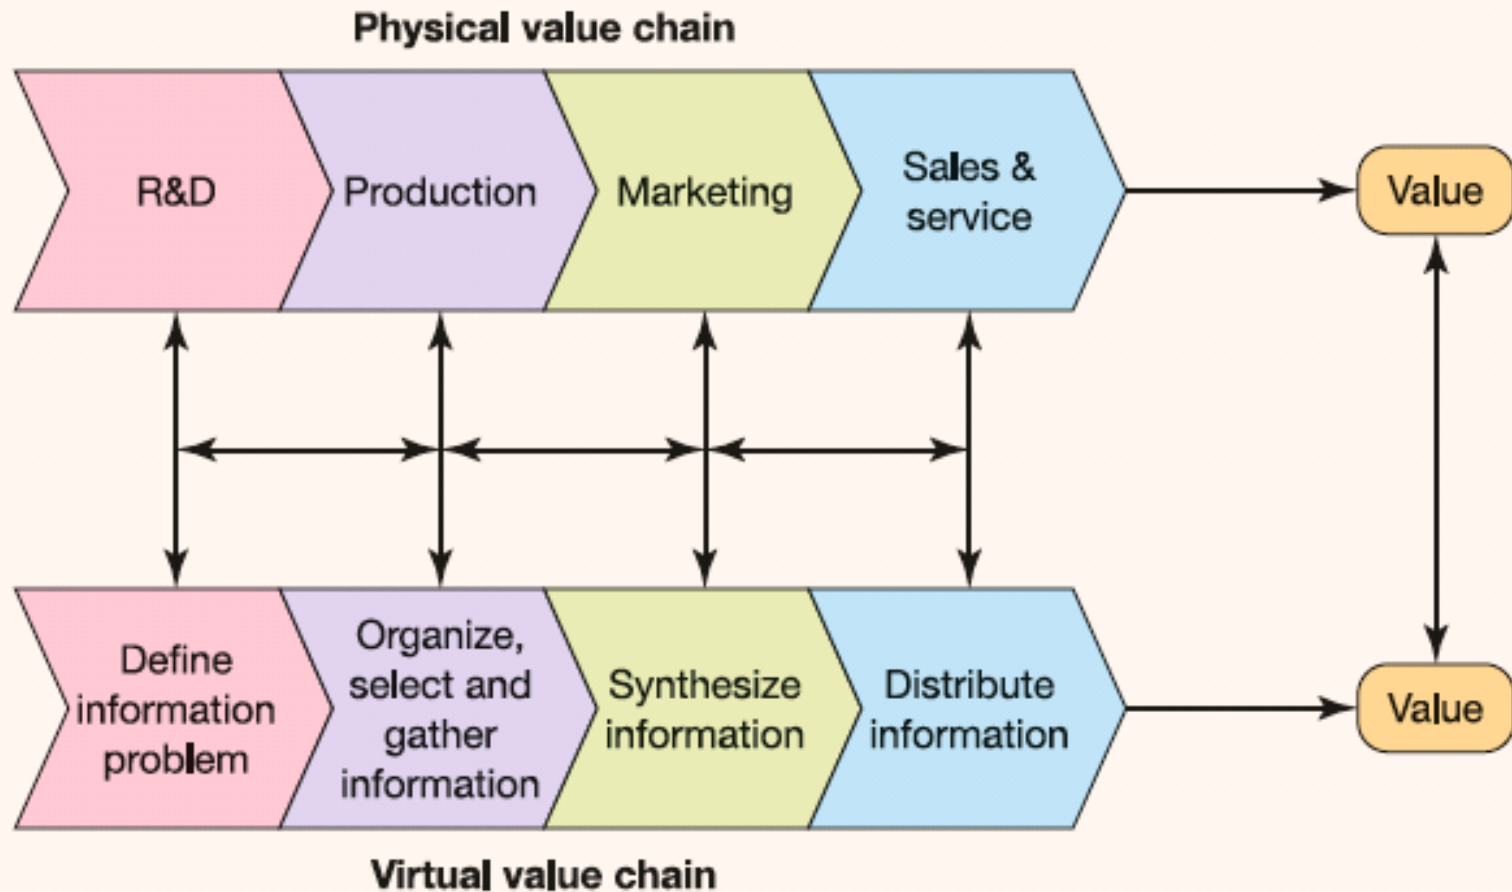 Physical value chain
R&D
Production
Marketing
Sales &
service
Value
Define
information
problem
Organize,
select and
gather
information
Synthesize
information
Distribute
information
Value
Virtual value chain